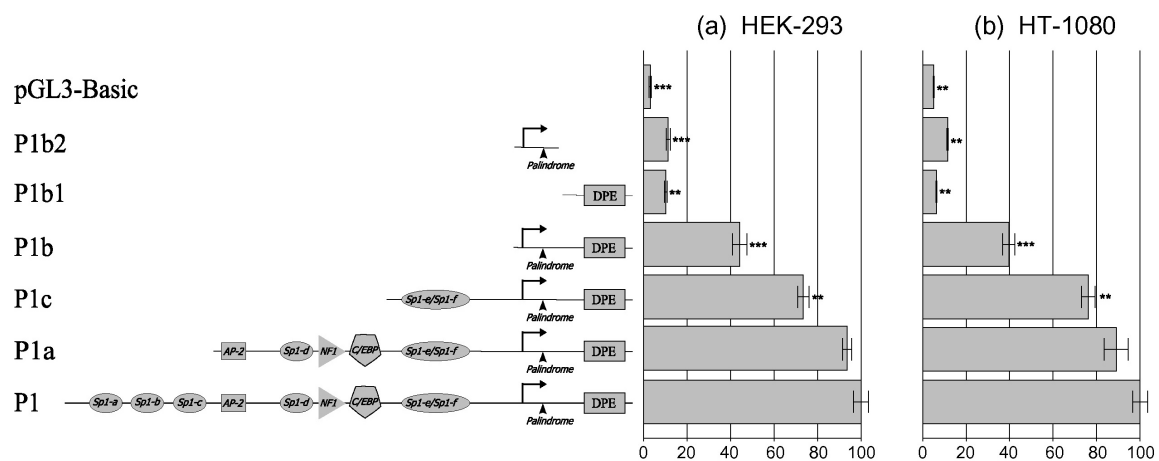 (a) HEK-293 (b) HT-1080
pGL3-Basic *** **
P1b2 Palindrome *** **
P1b1 DPE ** **
P1b Palindrome DPE *** ***
P1c Sp1-e/Sp1-f Palindrome DPE ** **
P1a AP-2 Sp1-d NF1 C/EBP Sp1-e/Sp1-f Palindrome DPE
P1 Sp1-a Sp1-b Sp1-c AP-2 Sp1-d NF1 C/EBP Sp1-e/Sp1-f Palindrome DPE
0 20 40 60 80 100 0 20 40 60 80 100